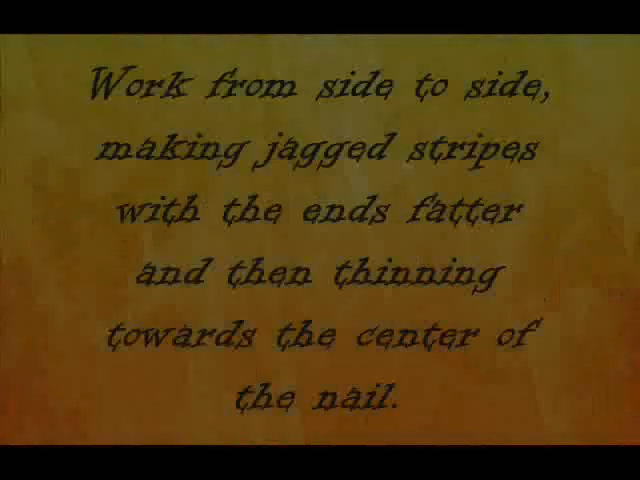 Work from side to side,
making jagged stripes
with the ends fatter
and then thinning
towards the center of
the nail.